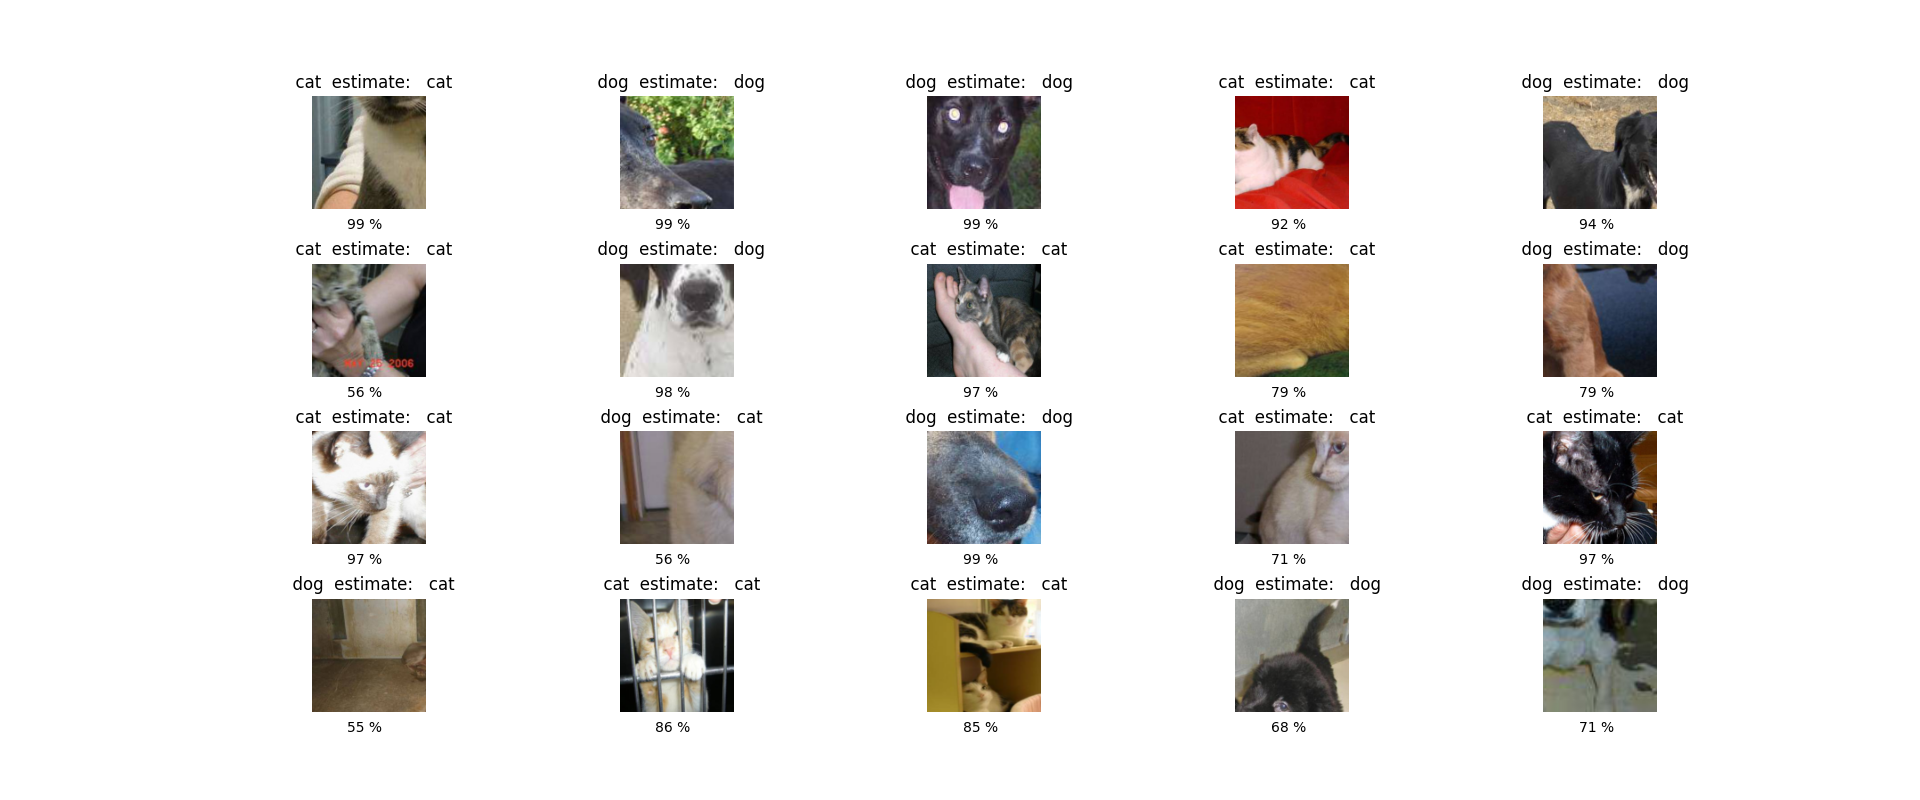 cat  estimate:   cat
dog  estimate:   dog
dog  estimate:   dog
cat  estimate:   cat
dog  estimate:   dog
99 %
99 %
99 %
92 %
94 %
cat  estimate:   cat
dog  estimate:   dog
cat  estimate:   cat
cat  estimate:   cat
dog  estimate:   dog
2006
56 %
98 %
97 %
79 %
79 %
cat  estimate:   cat
dog  estimate:   cat
dog  estimate:   dog
cat  estimate:   cat
cat  estimate:   cat
97 %
56 %
99 %
71 %
97 %
dog  estimate:   cat
cat  estimate:   cat
cat  estimate:   cat
dog  estimate:   dog
dog  estimate:   dog
55 %
86 %
85 %
68 %
71 %